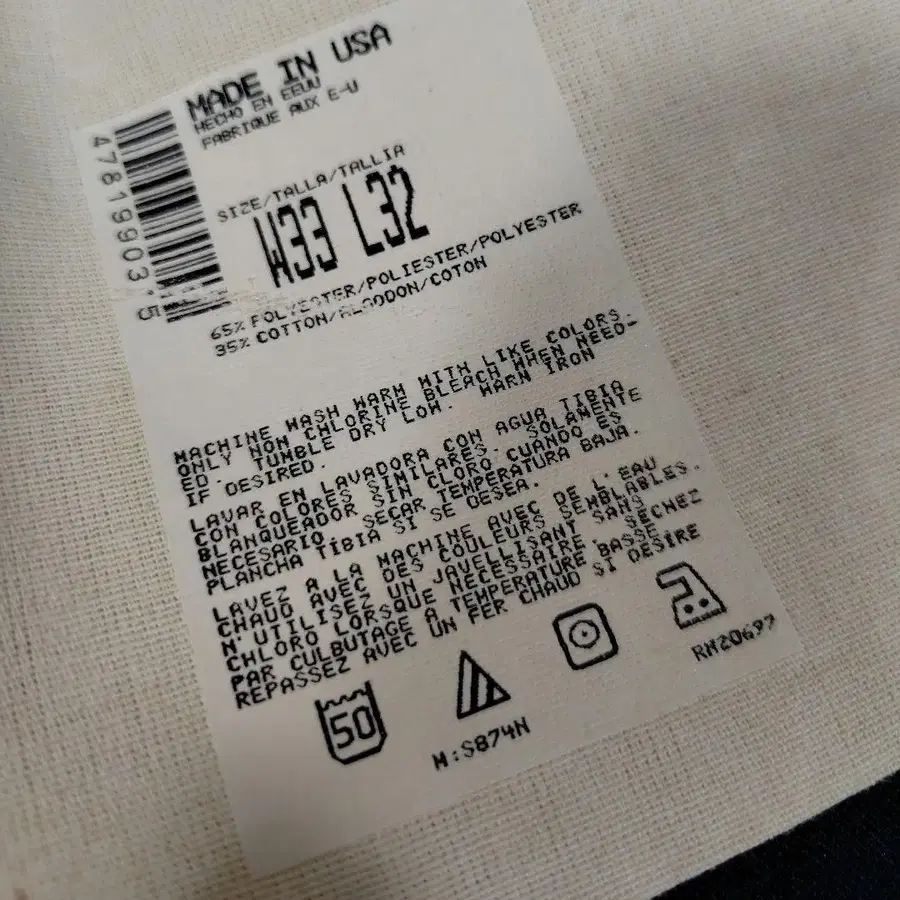 MADE IN USA
HECHO EN EEUU
FABRIQUE AUX E-U
47819903 5
SIZE/TALLA/TALLIA
W33 L32
65% POLYESTER/POLIESTER/POLYESTER
35% COTTON/ALGODON/COTON
MACHINE WASH WARM WITH LIKE COLORS.
ONLY NON CHLORINE BLEACH WHEN NEED-
ED. TUMBLE DRY LOW. WARM IRON
IF DESIRED.
LAVAR EN LAVADORA CON AGUA TIBIA
CON COLORES SIMILARES. SOLAMENTE
BLANQUEADOR SIN CLORO CUANDO ES
NECESARIO. SECAR TEMPERATURA BAJA.
PLANCHA TIBIA SI SE DESEA.
LAVEZ A LA MACHINE AVEC DE L'EAU
CHAUD AVEC DES COULEURS SEMBLABLES.
N'UTILISEZ UN JAVELLISANT SANS
CHLORO LORSQUE NECESSAIRE. SECHEZ
PAR CULBUTAGE A TEMPERATURE BASSE.
REPASSEZ AVEC UN FER CHAUD SI DESIRE
50
M:S874N
RM20697